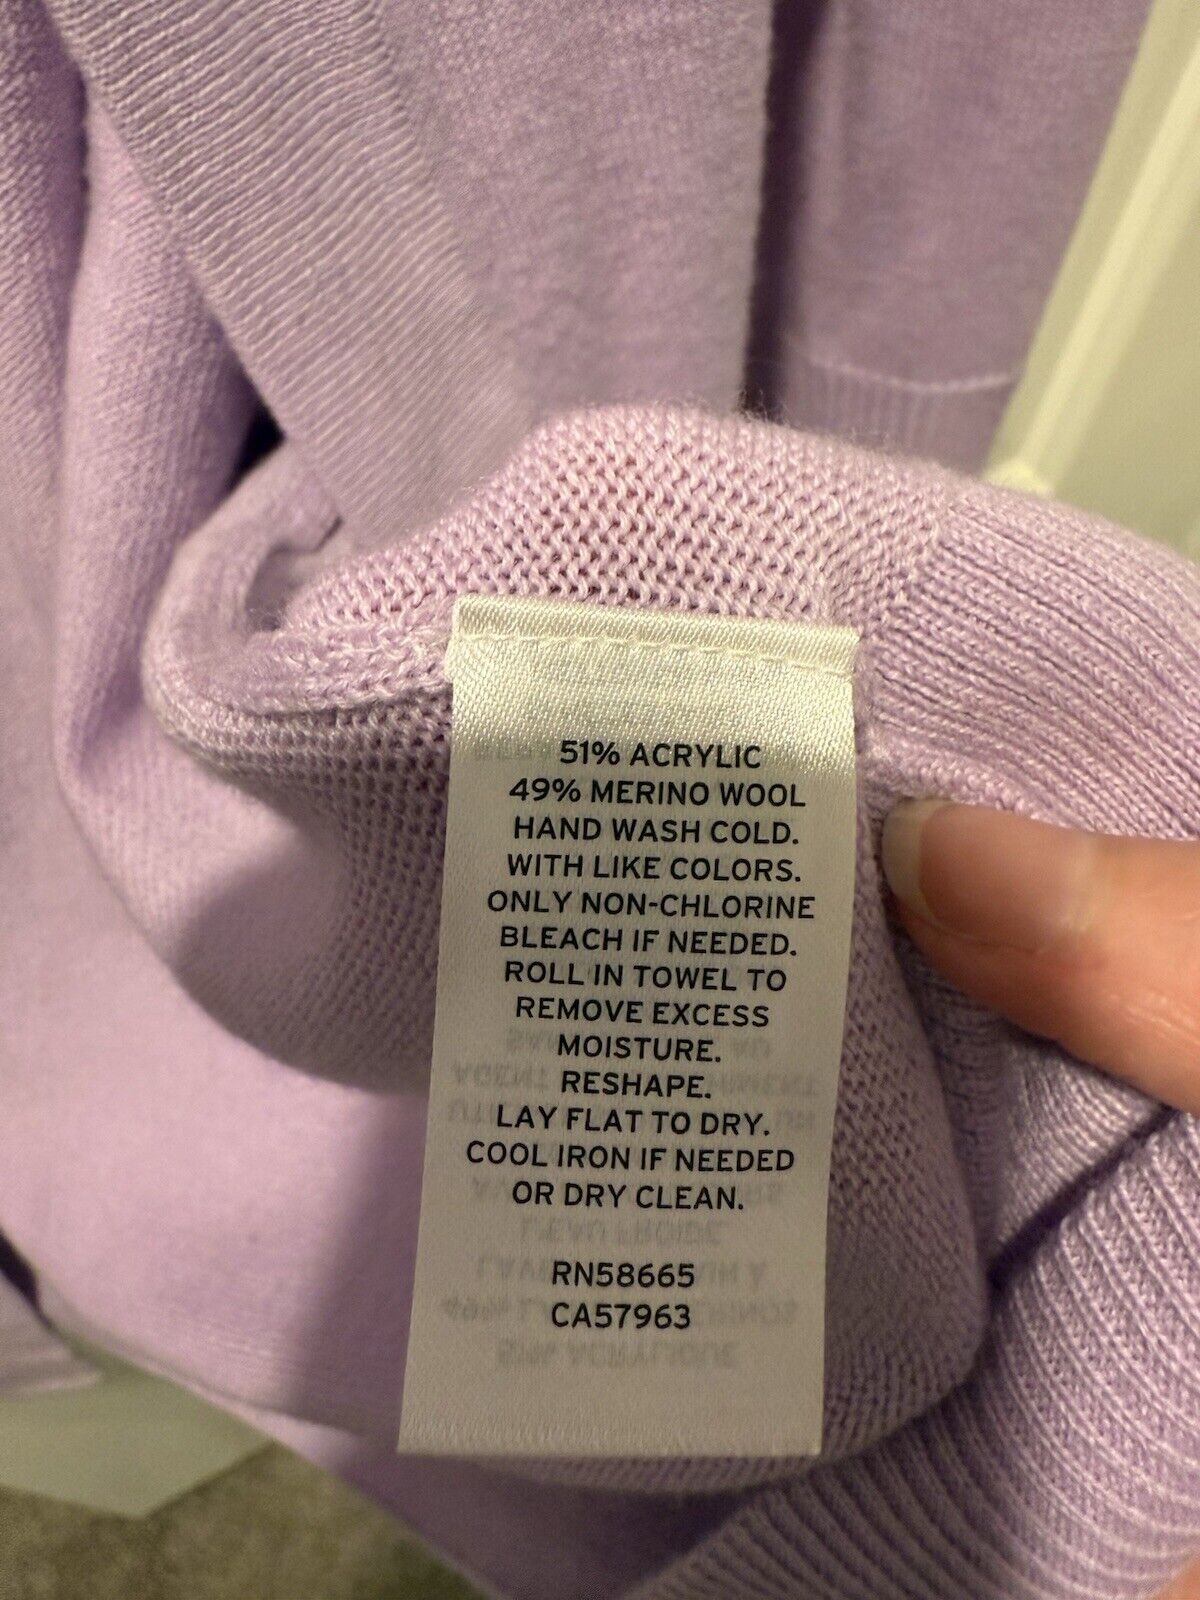 51% ACRYLIC
49% MERINO WOOL
HAND WASH COLD.
WITH LIKE COLORS.
ONLY NON-CHLORINE
BLEACH IF NEEDED.
ROLL IN TOWEL TO
REMOVE EXCESS
MOISTURE.
RESHAPE.
LAY FLAT TO DRY.
COOL IRON IF NEEDED
OR DRY CLEAN.
RN58665
CA57963